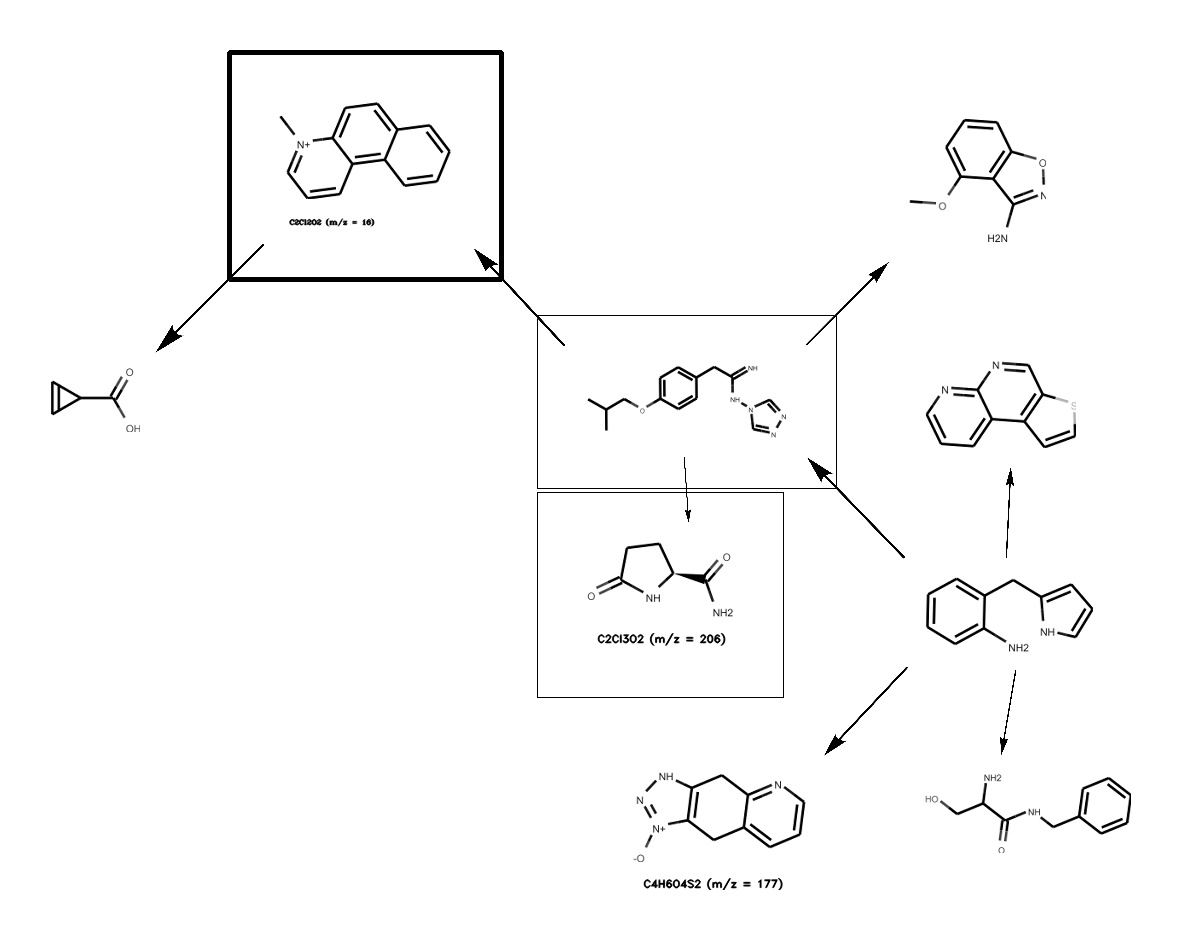 N+
C2Cl2O2 (m/z = 16)
O
N
O
H2N
O
OH
NH
O
NH
N
N
N
N
N
S
O
O
NH
NH2
C2Cl3O2 (m/z = 206)
NH
NH2
NH
N
N
N+
-O
C4H6O4S2 (m/z = 177)
NH2
HO
NH
O